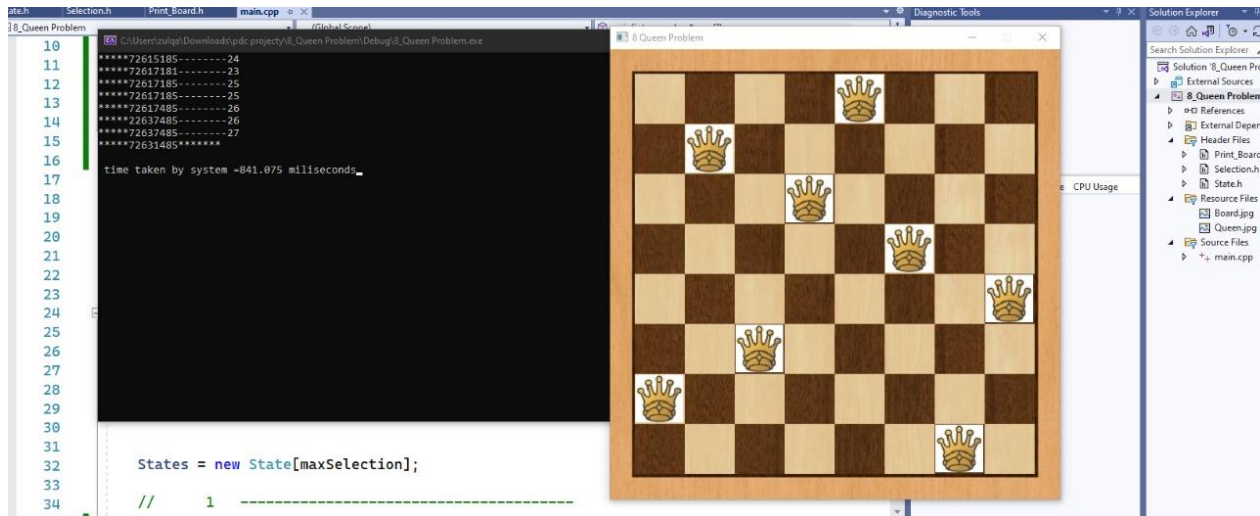 ate.h Selection.h Print_Board.h main.cpp
8_Queen Problem (Global Scope)
Diagnostic Tools
Solution Explorer
C:\Users\zulqa\Downloads\pdc projecty\8_Queen Problem\Debug\8_Queen Problem.exe
8 Queen Problem
Search Solution Explorer
*****72615185--------24
*****72617181--------23
*****72617185--------25
*****72617185--------25
*****72617485--------26
*****22637485--------26
*****72637485--------27
*****72631485*******
time taken by system =841.075 miliseconds
10
11
12
13
14
15
16
17
18
19
20
21
22
23
24
25
26
27
28
29
30
31
32 States = new State[maxSelection];
33
34 // 1 --------------------------------------
e CPU Usage
Solution '8_Queen Pro
External Sources
8_Queen Problem
References
External Depen
Header Files
Print_Board
Selection.h
State.h
Resource Files
Board.jpg
Queen.jpg
Source Files
main.cpp